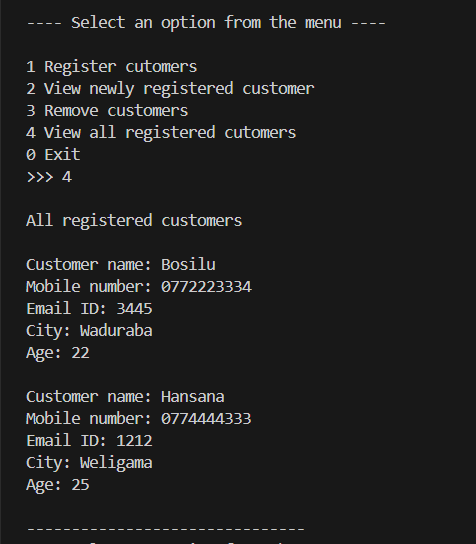 ---- Select an option from the menu ----
1 Register cutomers
2 View newly registered customer
3 Remove customers
4 View all registered cutomers
0 Exit
>>> 4
All registered customers
Customer name: Bosilu
Mobile number: 0772223334
Email ID: 3445
City: Waduraba
Age: 22
Customer name: Hansana
Mobile number: 0774444333
Email ID: 1212
City: Weligama
Age: 25
-------------------------------